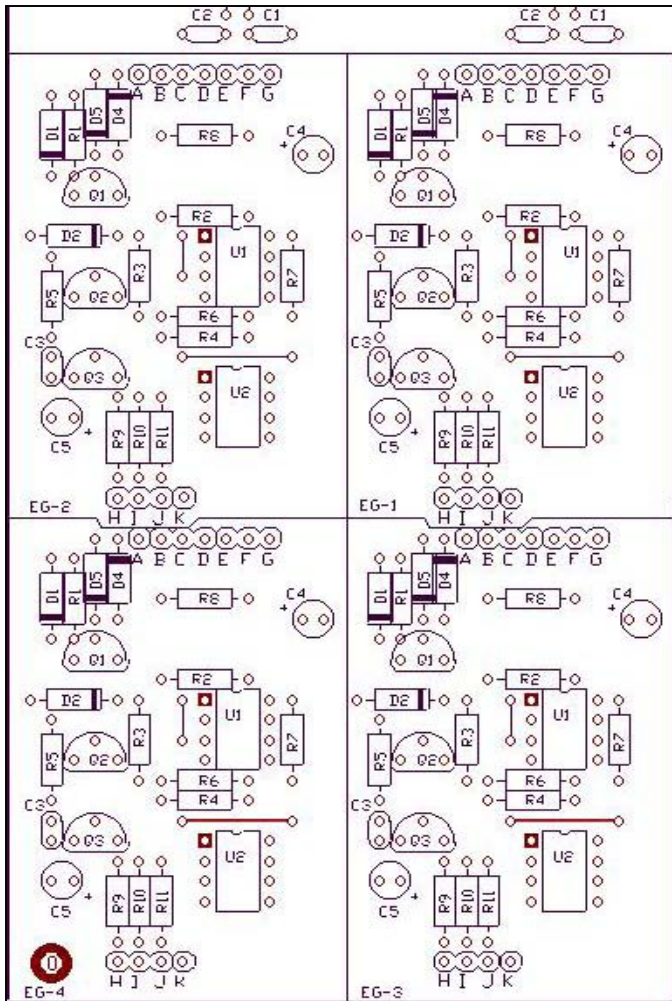 C2 C1 C2 C1
A B C D E F G A B C D E F G
D1 R1 D5 D4 R8 C4 D1 R1 D5 D4 R8 C4
+ +
Q1 Q1
R2 R2
D2 R3 U1 R7 D2 R3 U1 R7
R5 Q2 R5 Q2
R6 R6
C3 R4 C3 R4
Q3 U2 Q3 U2
C5 + R9 R10 R11 C5 + R9 R10 R11
EG-2 H I J K EG-1 H I J K
A B C D E F G A B C D E F G
D1 R1 D5 D4 R8 C4 D1 R1 D5 D4 R8 C4
+ +
Q1 Q1
R2 R2
D2 R3 U1 R7 D2 R3 U1 R7
R5 Q2 R5 Q2
R6 R6
C3 R4 C3 R4
Q3 U2 Q3 U2
C5 + R9 R10 R11 C5 + R9 R10 R11
0
EG-4 H I J K EG-3 H I J K